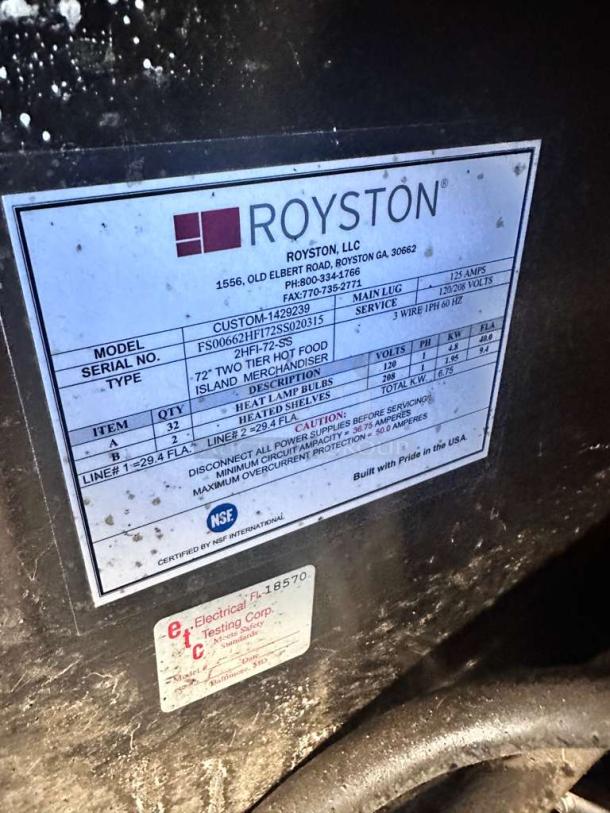 ROYSTON®
ROYSTON, LLC
1556, OLD ELBERT ROAD, ROYSTON GA, 30662
PH:800-334-1766
FAX:770-735-2771
MODEL CUSTOM-1429239 MAIN LUG 125 AMPS
SERIAL NO. FS00662HFI72SS020315 SERVICE 120/208 VOLTS
TYPE 2HFI-72-SS 3 WIRE 1PH 60 HZ
72" TWO TIER HOT FOOD
ISLAND MERCHANDISER
ITEM QTY DESCRIPTION VOLTS PH KW FLA
A 32 HEAT LAMP BULBS 120 1 4.8 40.0
B 2 HEATED SHELVES 208 1 1.95 9.4
LINE# 1 =29.4 FLA. LINE# 2 =29.4 FLA. TOTAL K.W. 6.75
CAUTION:
DISCONNECT ALL POWER SUPPLIES BEFORE SERVICING.
MINIMUM CIRCUIT AMPACITY = 36.75 AMPERES
MAXIMUM OVERCURRENT PROTECTION = 50.0 AMPERES
Built with Pride in the USA.
NSF
CERTIFIED BY NSF INTERNATIONAL
etc Electrical Fl. 18570
Testing Corp.
Meets Safety
Standards
Model #
Date
Baltimore, MD